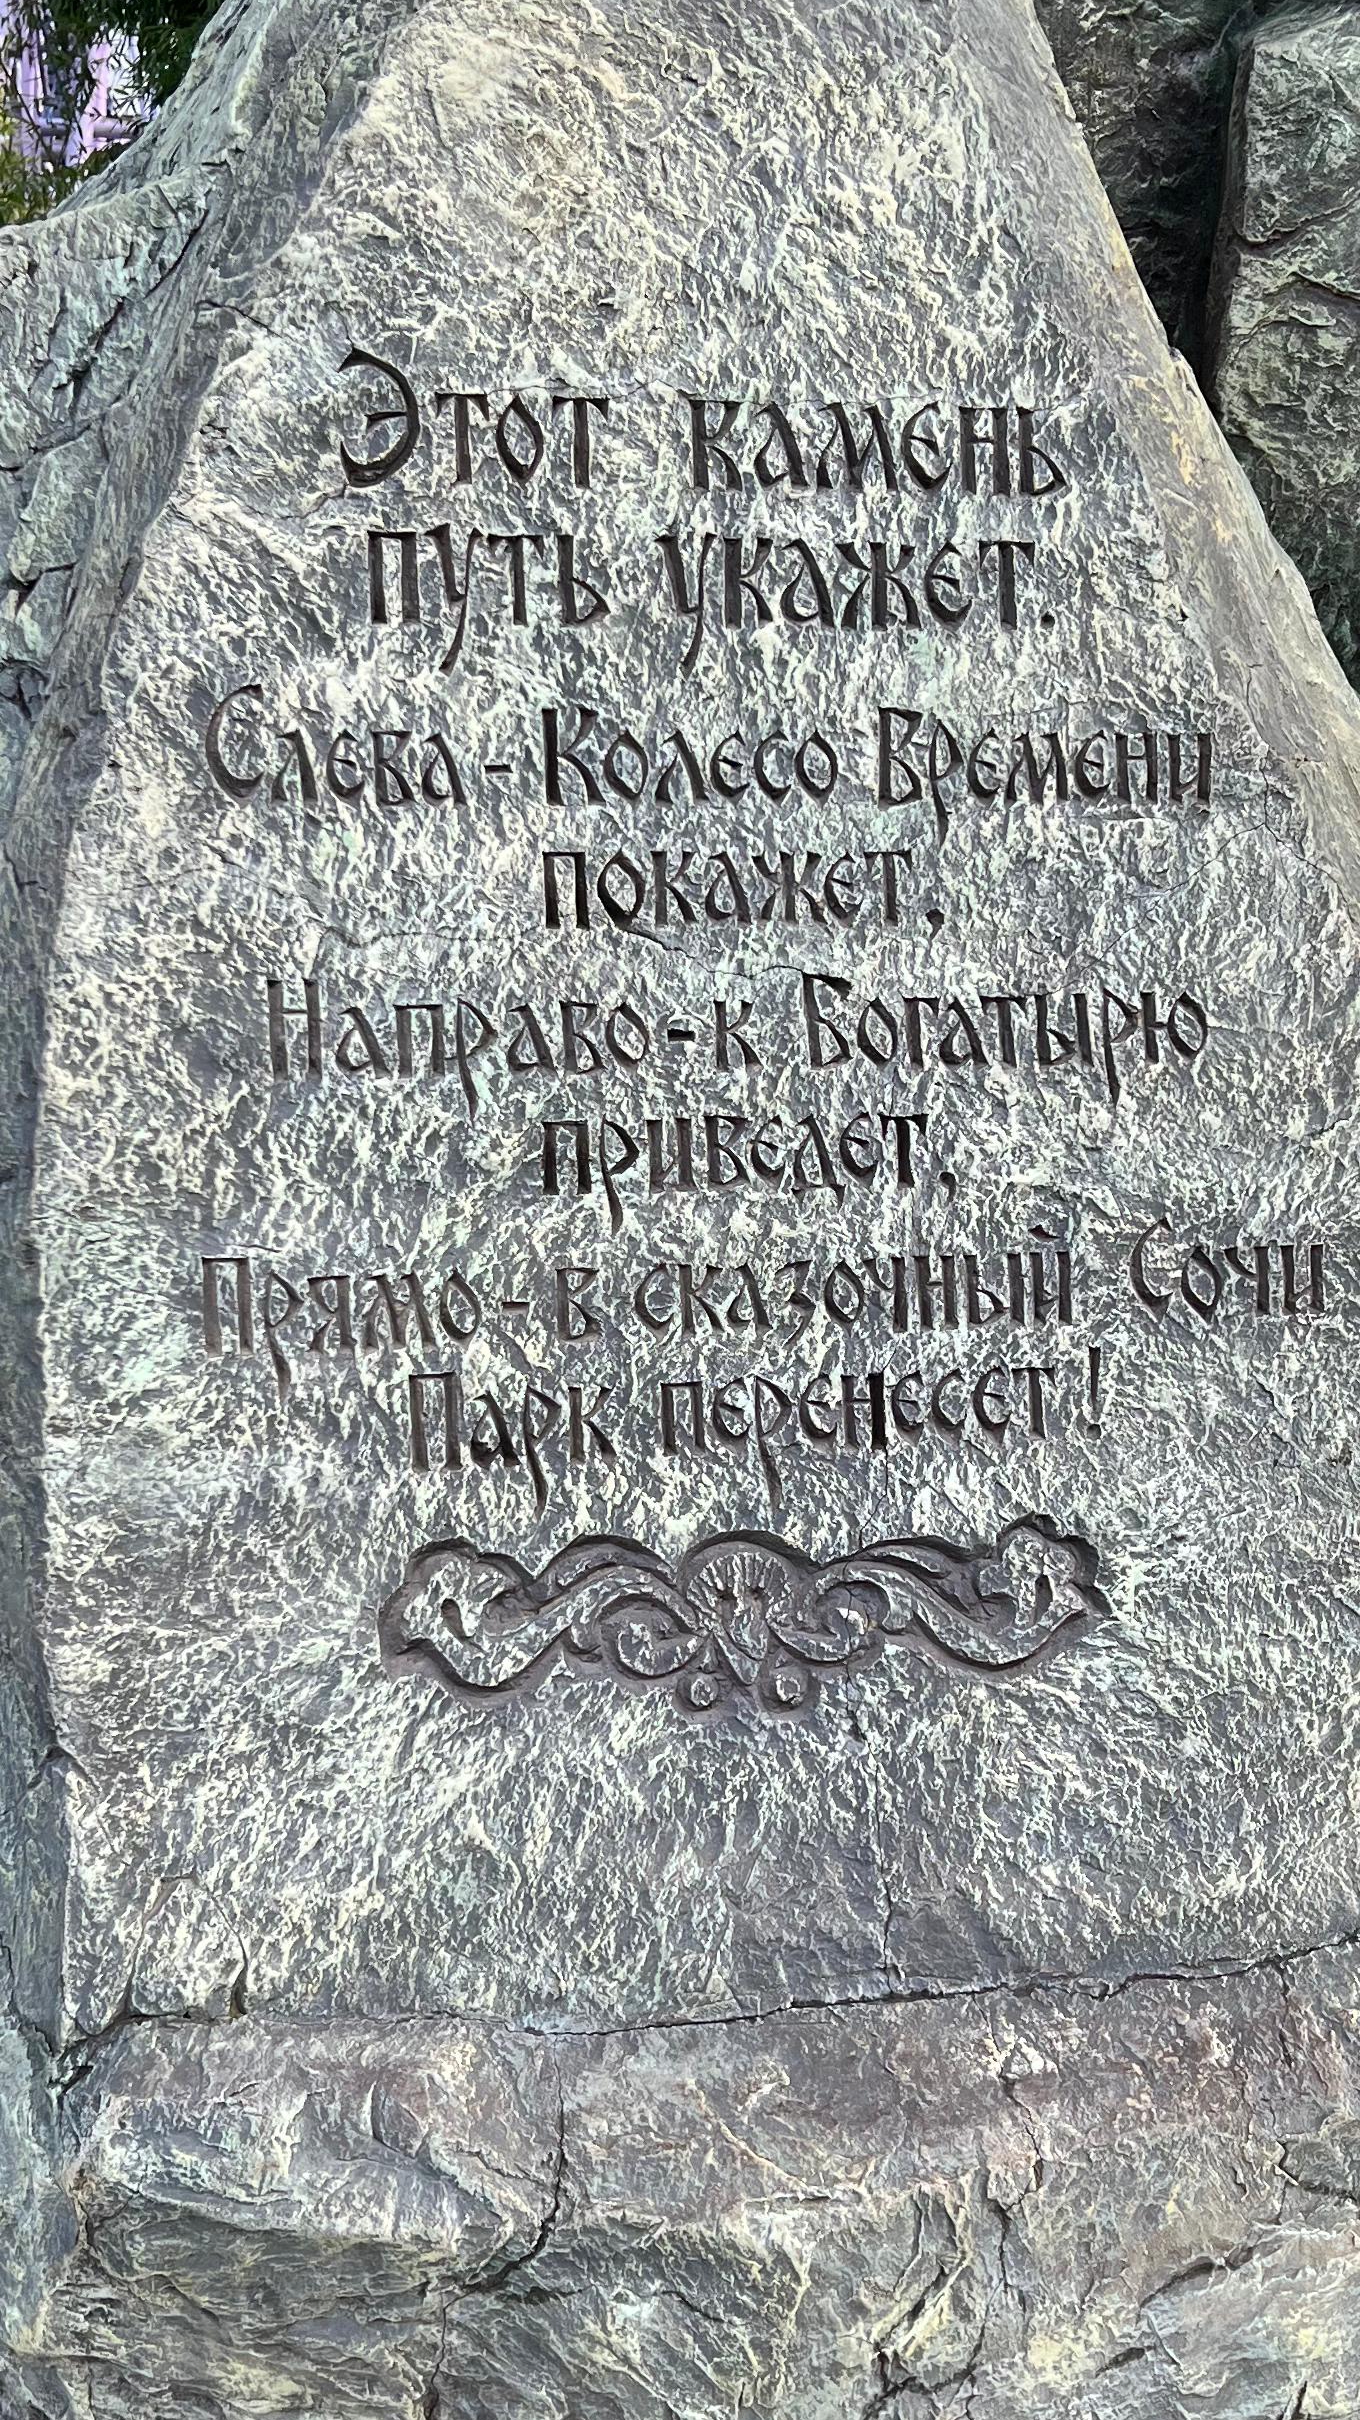 Этот камень
путь укажет.
Слева - Колесо Времени
покажет,
Направо - к Богатырю
приведет,
Прямо - в сказочный Сочи
Парк перенесет!